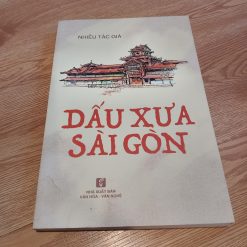 NHIỀU TÁC GIẢ
DẤU XƯA
SÀI GÒN
NHÀ XUẤT BẢN
VĂN HÓA - VĂN NGHỆ